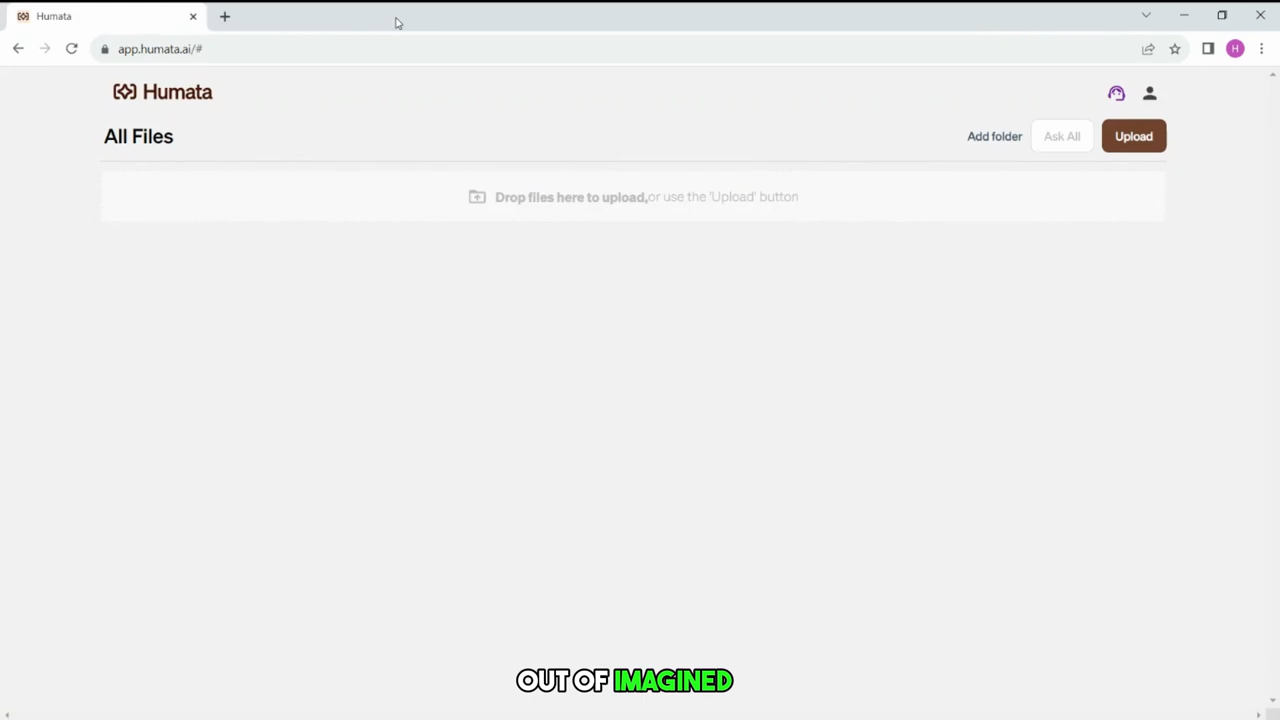 Humata
app.humata.ai/#
H
Humata
All Files
Add folder
Ask All
Upload
Drop files here to upload,or use the 'Upload' button
OUT OF IMAGINED